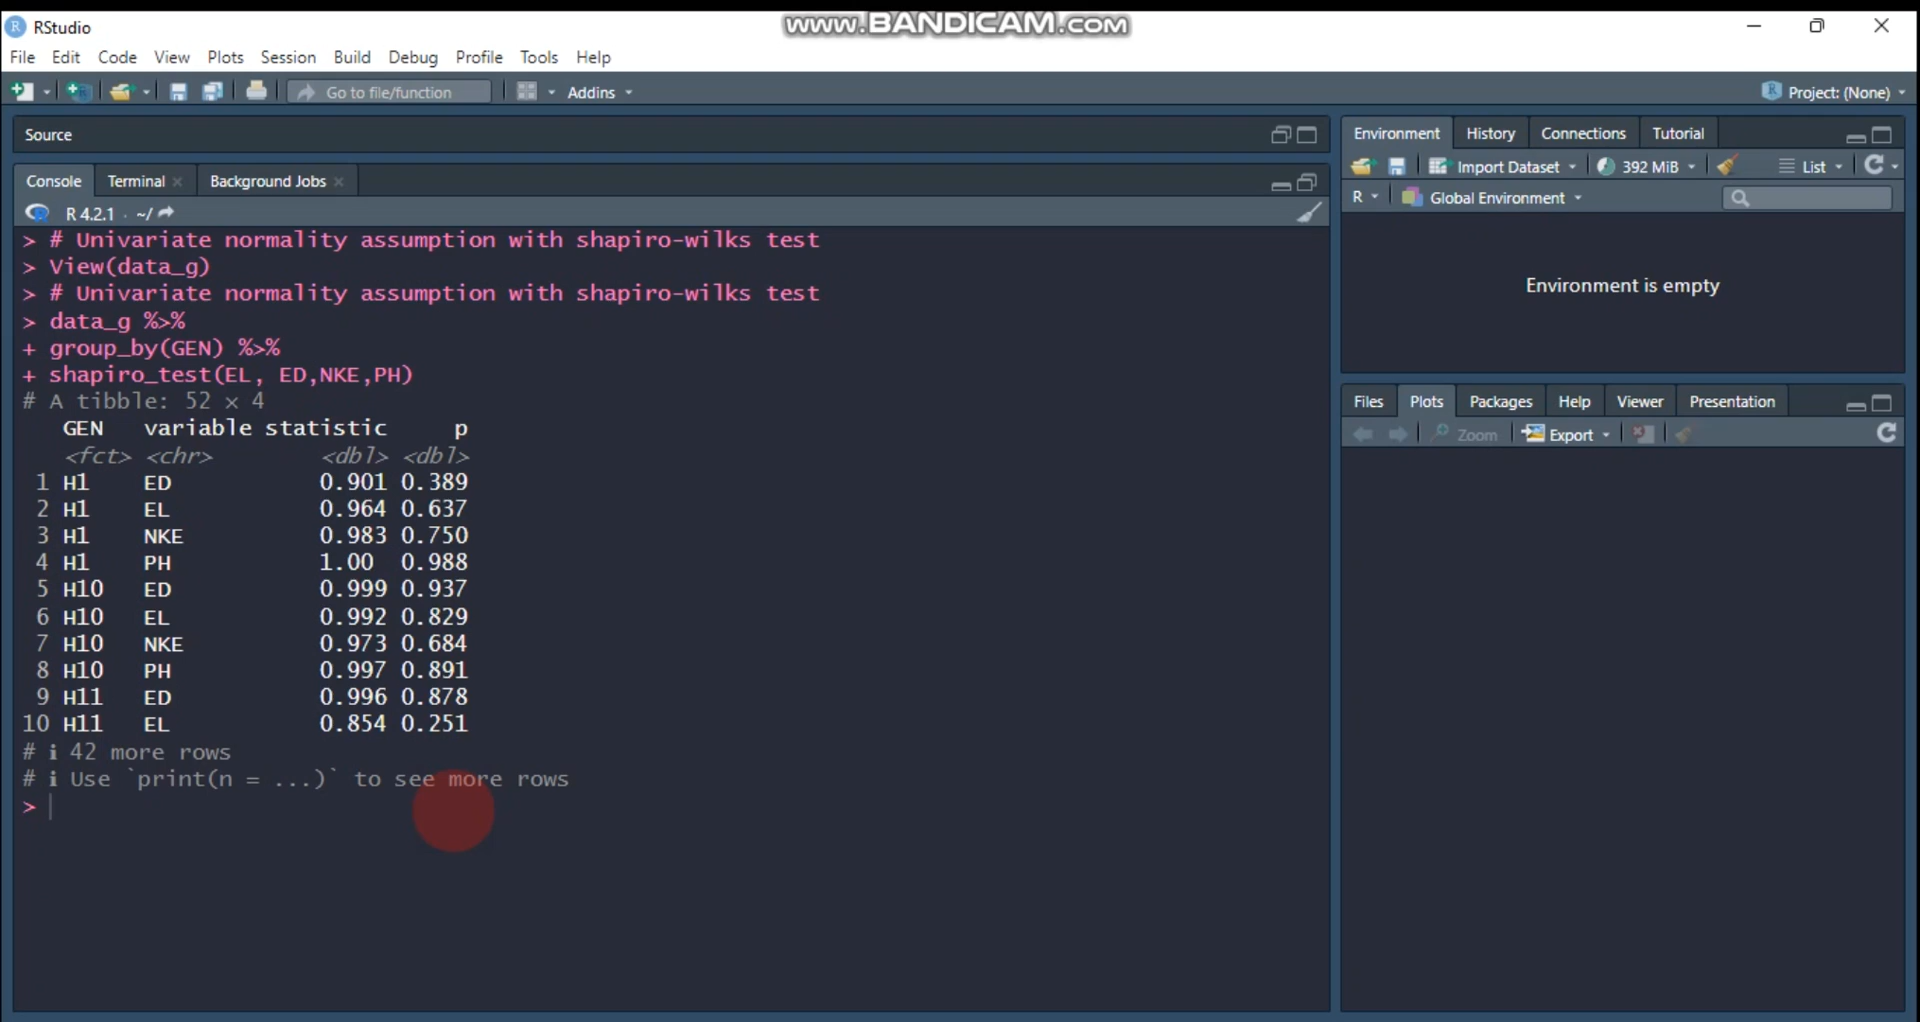 www.BANDICAM.com
RStudio
File Edit Code View Plots Session Build Debug Profile Tools Help
Go to file/function Addins Project: (None)
Source
Console Terminal Background Jobs
R 4.2.1 · ~/
> # Univariate normality assumption with shapiro-wilks test
> View(data_g)
> # Univariate normality assumption with shapiro-wilks test
> data_g %>%
+ group_by(GEN) %>%
+ shapiro_test(EL, ED,NKE,PH)
# A tibble: 52 × 4
GEN variable statistic p
<fct> <chr> <dbl> <dbl>
1 H1 ED 0.901 0.389
2 H1 EL 0.964 0.637
3 H1 NKE 0.983 0.750
4 H1 PH 1.00 0.988
5 H10 ED 0.999 0.937
6 H10 EL 0.992 0.829
7 H10 NKE 0.973 0.684
8 H10 PH 0.997 0.891
9 H11 ED 0.996 0.878
10 H11 EL 0.854 0.251
# ℹ 42 more rows
# ℹ Use `print(n = ...)` to see more rows
>
Environment History Connections Tutorial
Import Dataset 392 MiB List
R Global Environment
Environment is empty
Files Plots Packages Help Viewer Presentation
Zoom Export